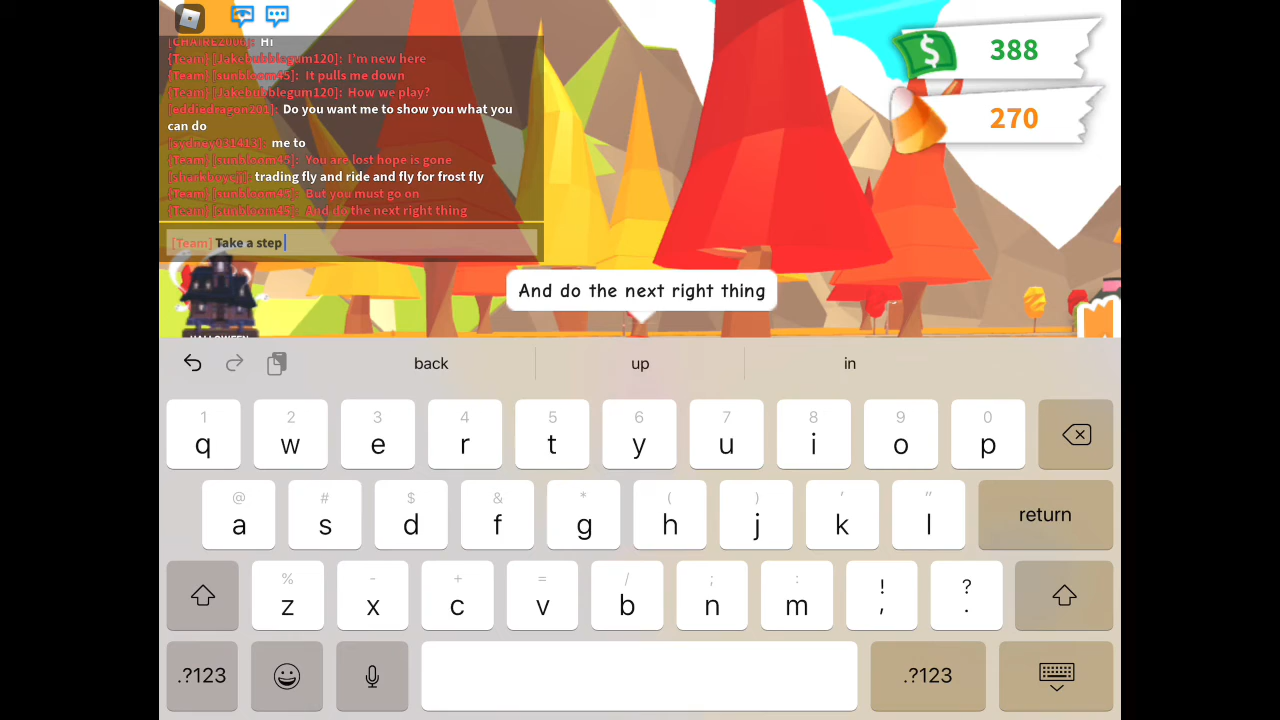 [CHAIRE2006]: Hi
{Team} [Jakebubblegum120]: I'm new here
{Team} [sunbloom45]: It pulls me down
{Team} [Jakebubblegum120]: How we play?
[eddiedragon201]: Do you want me to show you what you
can do
[sydney031413]: me to
{Team} [sunbloom45]: You are lost hope is gone
trading fly and ride and fly for frost fly
{Team} [sunbloom45]: But you must go on
{Team} [sunbloom45]: And do the next right thing
[Team] Take a step
388
270
And do the next right thing
back up in
1 2 3 4 5 6 7 8 9 0
q w e r t y u i o p
@ # $ & * ( ) ' "
a s d f g h j k l return
% - + = / ; : ! ?
z x c v b n m , .
.?123 .?123